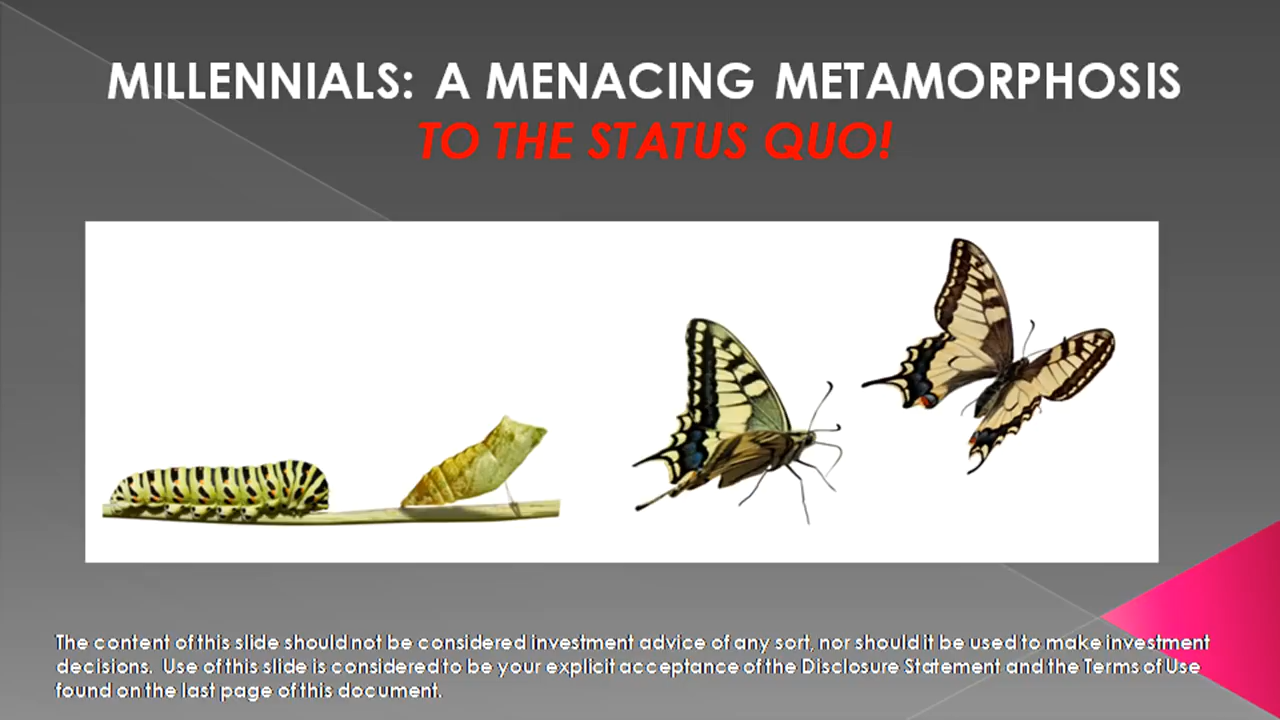 MILLENNIALS: A MENACING METAMORPHOSIS
TO THE STATUS QUO!
The content of this slide should not be considered investment advice of any sort, nor should it be used to make investment
decisions. Use of this slide is considered to be your explicit acceptance of the Disclosure Statement and the Terms of Use
found on the last page of this document.